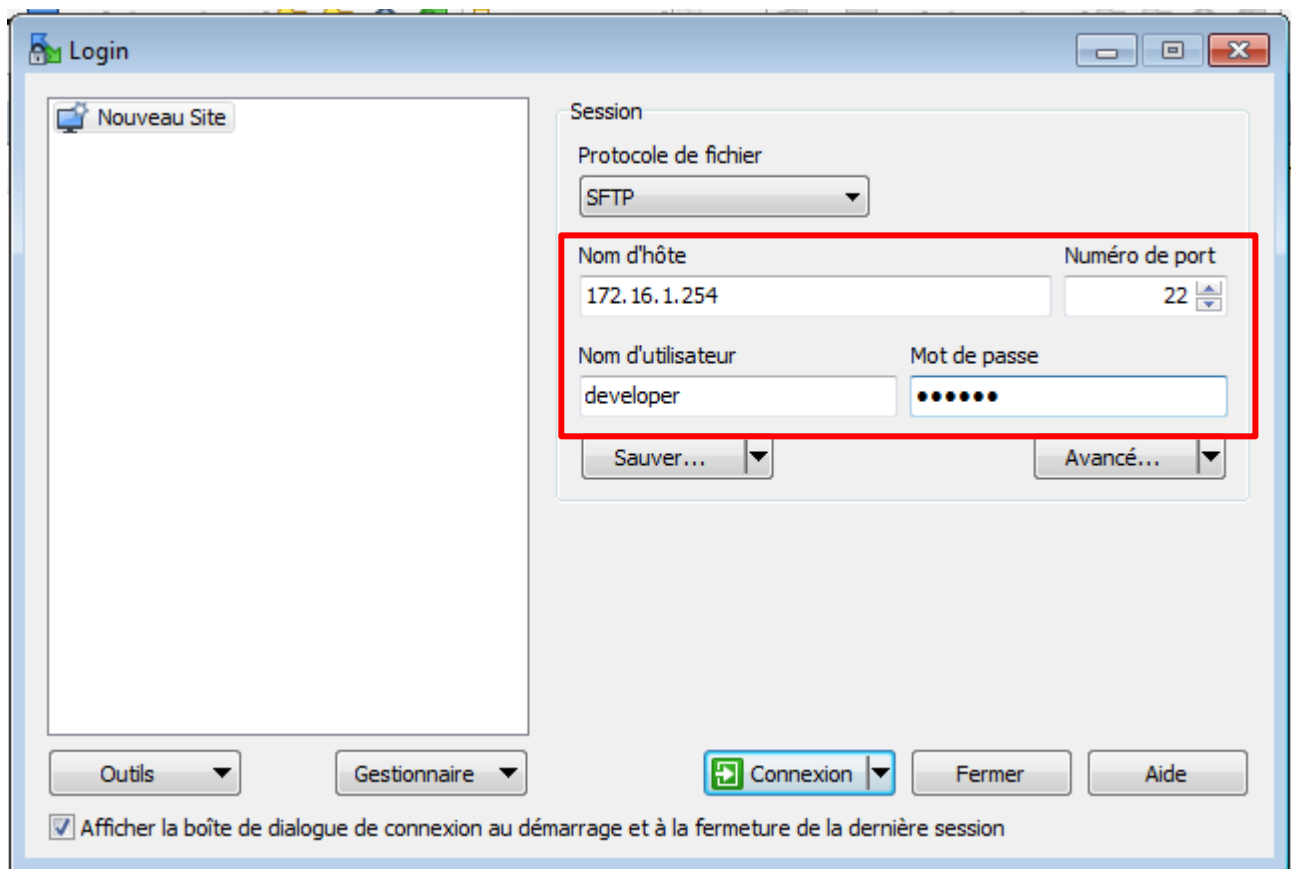 Login
Nouveau Site
Session
Protocole de fichier
SFTP
Nom d'hôte Numéro de port
172.16.1.254 22
Nom d'utilisateur Mot de passe
developer ••••••
Sauver... Avancé...
Outils Gestionnaire Connexion Fermer Aide
Afficher la boîte de dialogue de connexion au démarrage et à la fermeture de la dernière session